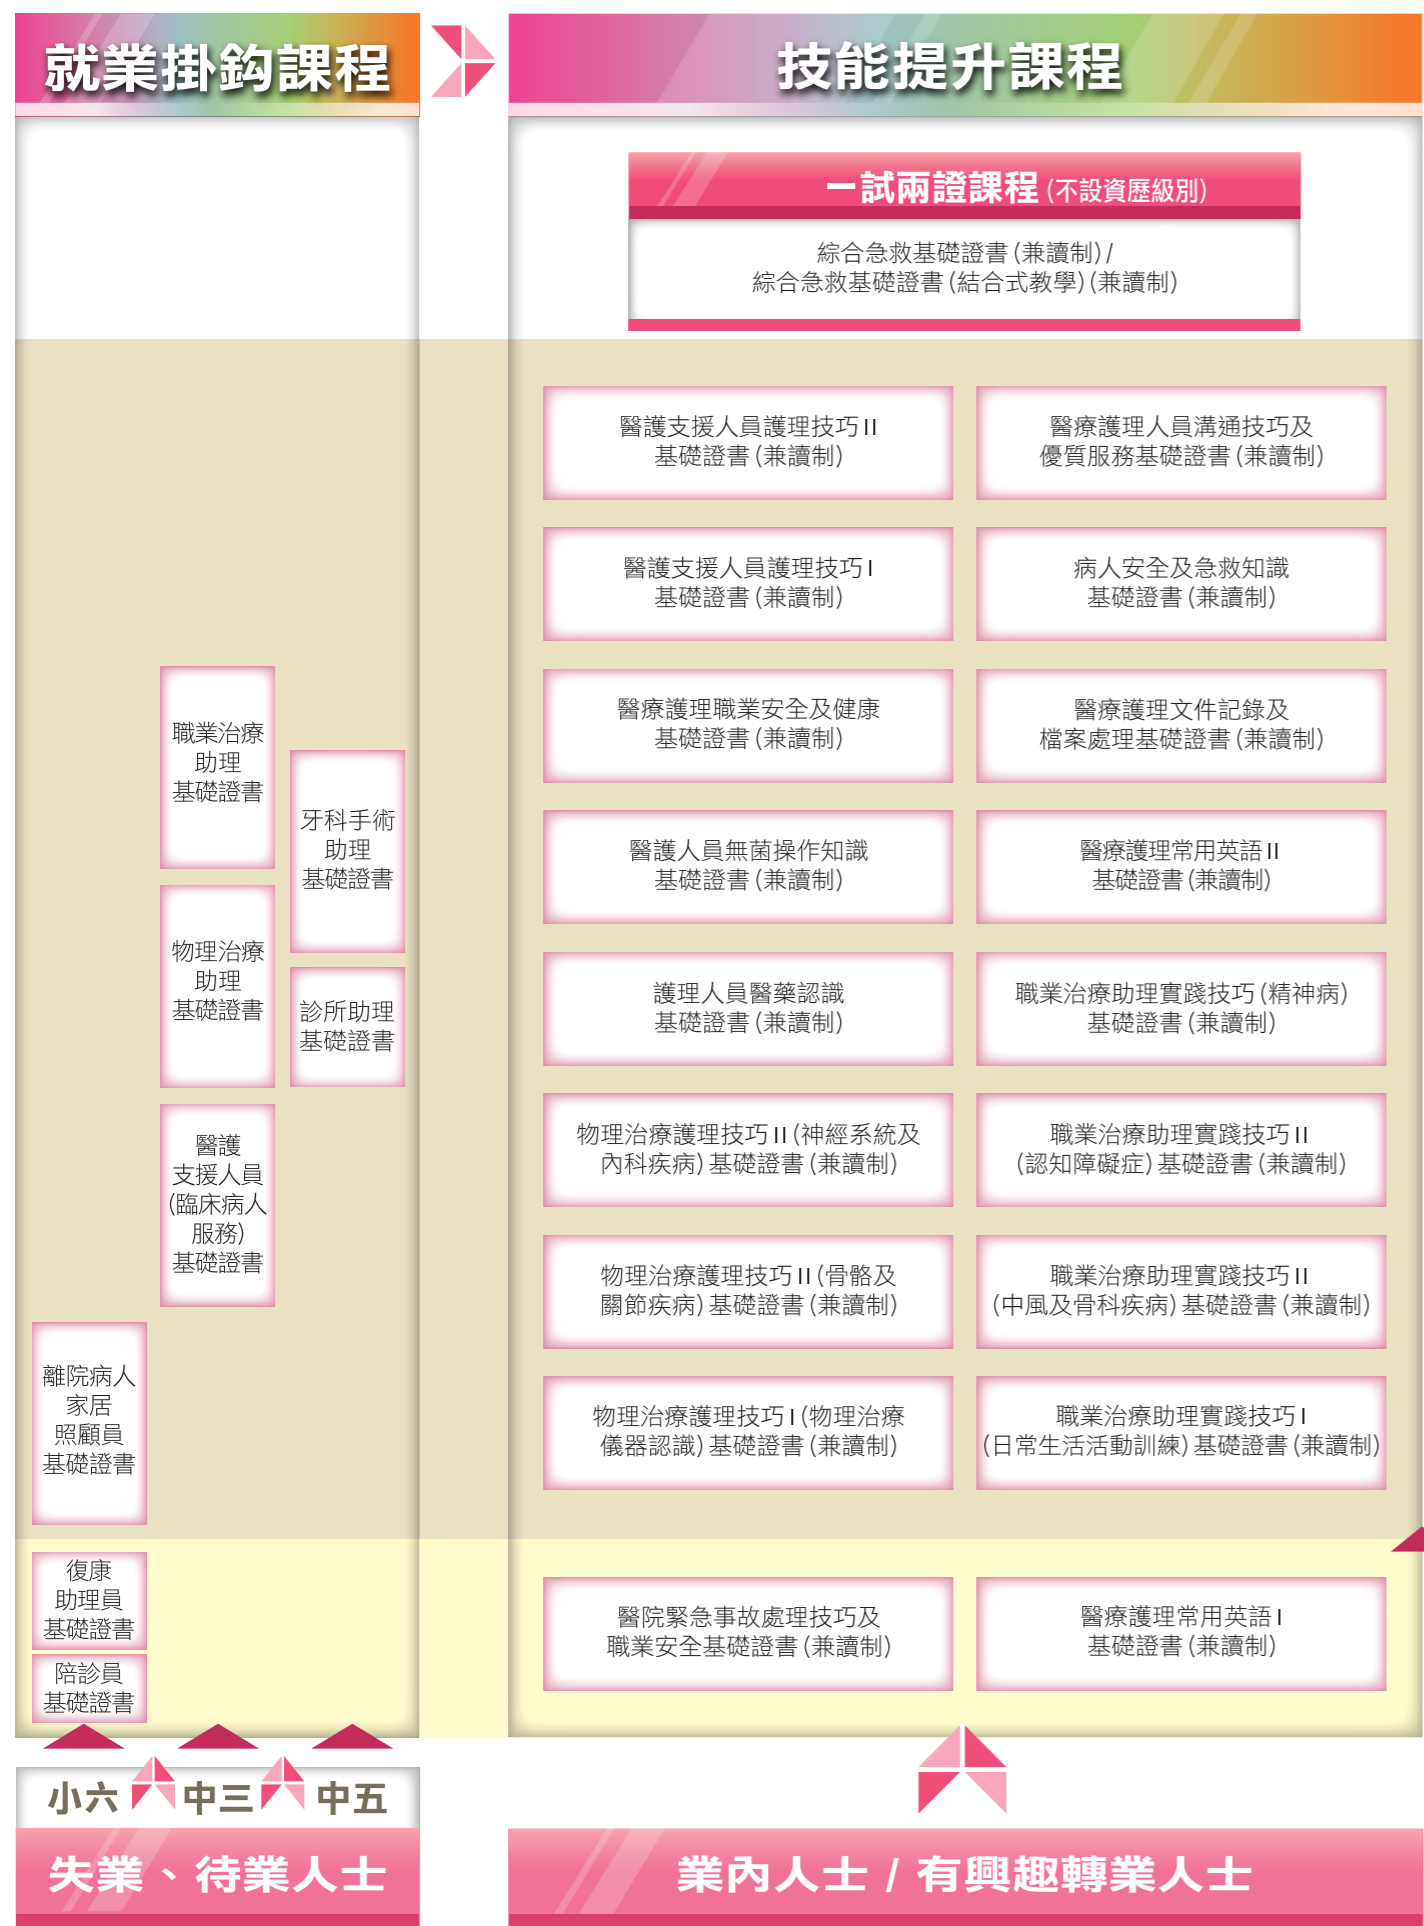 就業掛鈎課程
技能提升課程
一試兩證課程 (不設資歷級別)
綜合急救基礎證書 (兼讀制) /
綜合急救基礎證書 (結合式教學) (兼讀制)
醫護支援人員護理技巧 II
基礎證書 (兼讀制)
醫療護理人員溝通技巧及
優質服務基礎證書 (兼讀制)
醫護支援人員護理技巧 I
基礎證書 (兼讀制)
病人安全及急救知識
基礎證書 (兼讀制)
醫療護理職業安全及健康
基礎證書 (兼讀制)
醫療護理文件記錄及
檔案處理基礎證書 (兼讀制)
醫護人員無菌操作知識
基礎證書 (兼讀制)
醫療護理常用英語 II
基礎證書 (兼讀制)
護理人員醫藥認識
基礎證書 (兼讀制)
職業治療助理實踐技巧 (精神病)
基礎證書 (兼讀制)
物理治療護理技巧 II (神經系統及
內科疾病) 基礎證書 (兼讀制)
職業治療助理實踐技巧 II
(認知障礙症) 基礎證書 (兼讀制)
物理治療護理技巧 II (骨骼及
關節疾病) 基礎證書 (兼讀制)
職業治療助理實踐技巧 II
(中風及骨科疾病) 基礎證書 (兼讀制)
物理治療護理技巧 I (物理治療
儀器認識) 基礎證書 (兼讀制)
職業治療助理實踐技巧 I
(日常生活活動訓練) 基礎證書 (兼讀制)
醫院緊急事故處理技巧及
職業安全基礎證書 (兼讀制)
醫療護理常用英語 I
基礎證書 (兼讀制)
職業治療
助理
基礎證書
牙科手術
助理
基礎證書
物理治療
助理
基礎證書
診所助理
基礎證書
醫護
支援人員
(臨床病人
服務)
基礎證書
離院病人
家居
照顧員
基礎證書
復康
助理員
基礎證書
陪診員
基礎證書
小六
中三
中五
失業、待業人士
業內人士 / 有興趣轉業人士